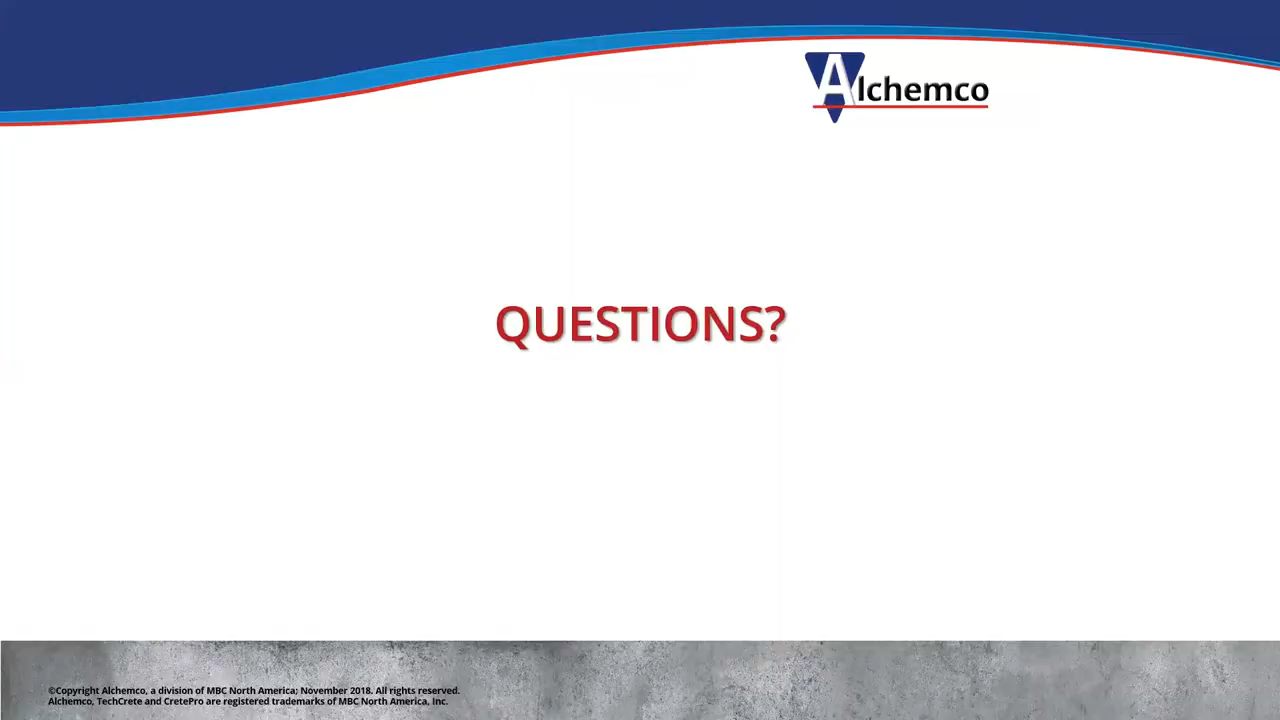 Alchemco
QUESTIONS?
©Copyright Alchemco, a division of MBC North America; November 2018. All rights reserved.
Alchemco, TechCrete and CretePro are registered trademarks of MBC North America, Inc.